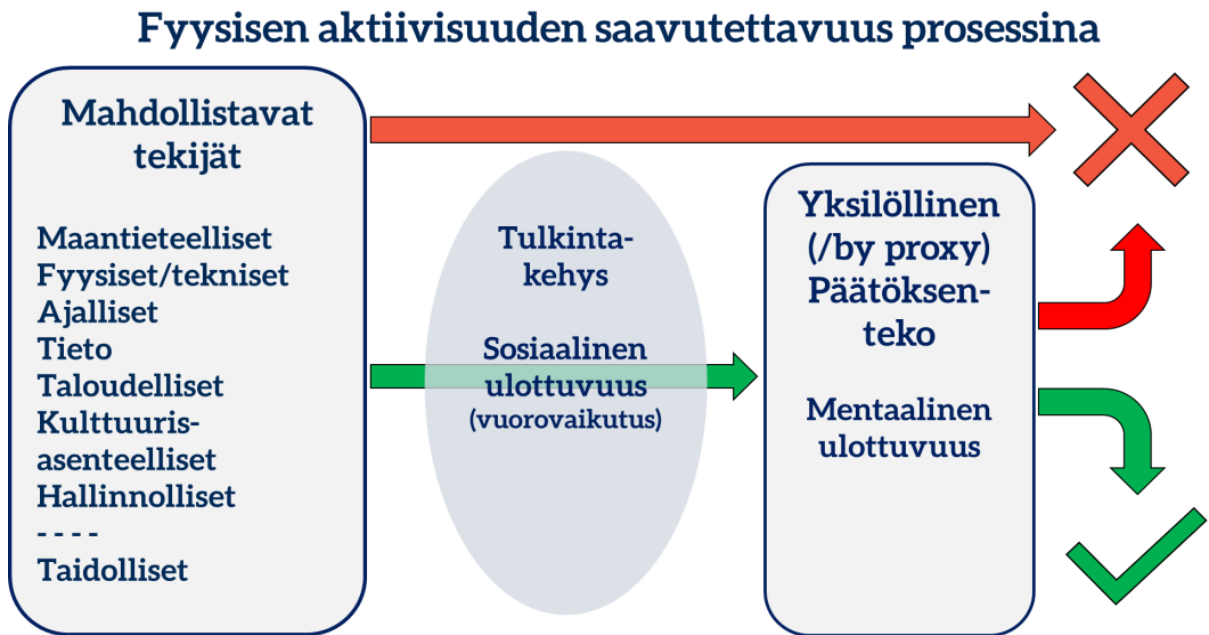 Fyysisen aktiivisuuden saavutettavuus prosessina
Mahdollistavat
tekijät
Maantieteelliset
Fyysiset/tekniset
Ajalliset
Tieto
Taloudelliset
Kulttuuris-
asenteelliset
Hallinnolliset
- - - -
Taidolliset
Tulkinta-
kehys
Sosiaalinen
ulottuvuus
(vuorovaikutus)
Yksilöllinen
(/by proxy)
Päätöksen-
teko
Mentaalinen
ulottuvuus